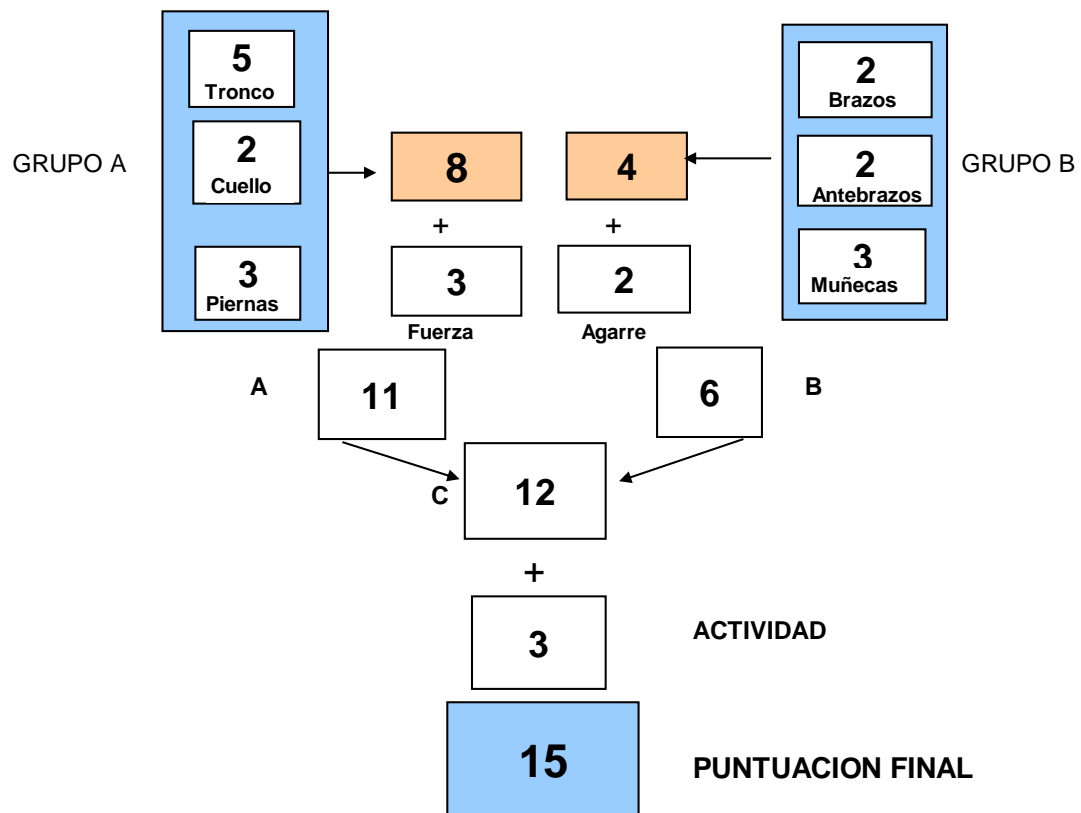 5
Tronco
2
Cuello
3
Piernas
GRUPO A
8
+
3
Fuerza
4
+
2
Agarre
2
Brazos
2
Antebrazos
3
Muñecas
GRUPO B
A
11
6
B
C
12
+
3
ACTIVIDAD
15
PUNTUACION FINAL